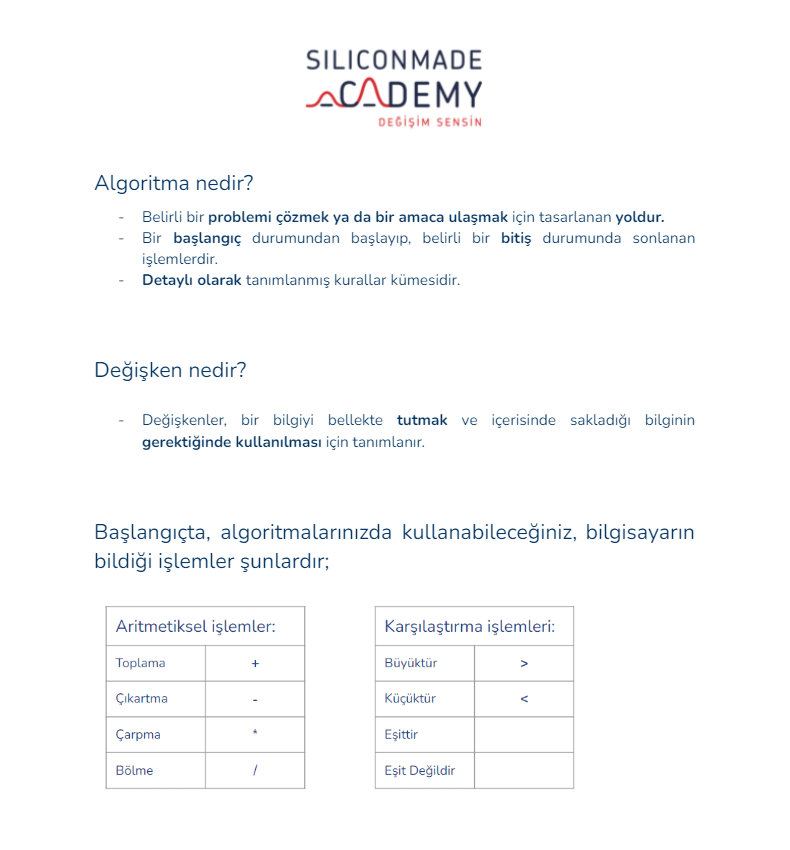 SILICONMADE
ACADEMY
DEĞİŞİM SENSİN
Algoritma nedir?
- Belirli bir problemi çözmek ya da bir amaca ulaşmak için tasarlanan yoldur.
- Bir başlangıç durumundan başlayıp, belirli bir bitiş durumunda sonlanan
işlemlerdir.
- Detaylı olarak tanımlanmış kurallar kümesidir.
Değişken nedir?
- Değişkenler, bir bilgiyi bellekte tutmak ve içerisinde sakladığı bilginin
gerektiğinde kullanılması için tanımlanır.
Başlangıçta, algoritmalarınızda kullanabileceğiniz, bilgisayarın
bildiği işlemler şunlardır;
Aritmetiksel işlemler:
Toplama +
Çıkartma -
Çarpma *
Bölme /
Karşılaştırma işlemleri:
Büyüktür >
Küçüktür <
Eşittir
Eşit Değildir